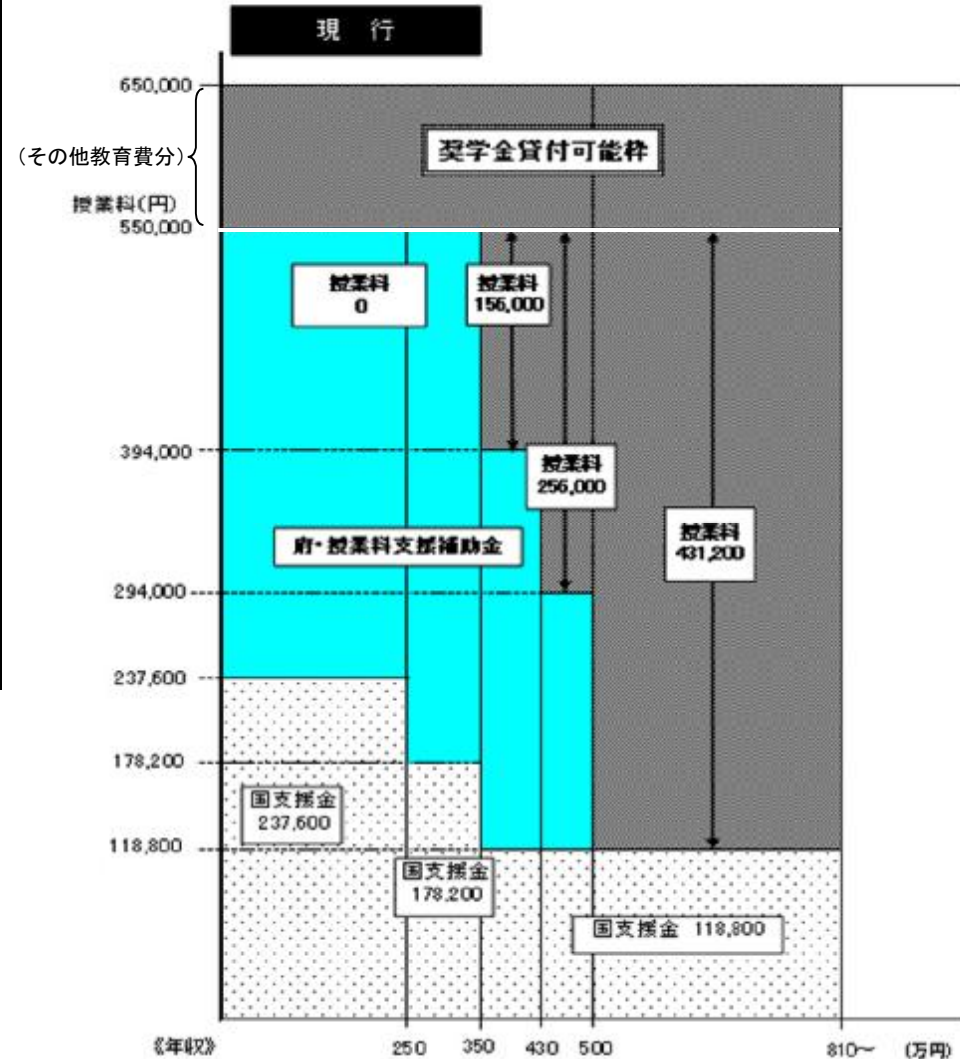 現 行
650,000
(その他教育費分)
奨学金貸付可能枠
授業料(円)
550,000
授業料
0
授業料
156,000
394,000
授業料
256,000
授業料
431,200
府・授業料支援補助金
294,000
237,600
178,200
国支援金
237,600
118,800
国支援金
178,200
国支援金 118,800
《年収》 250 350 430 500 810～ (万円)